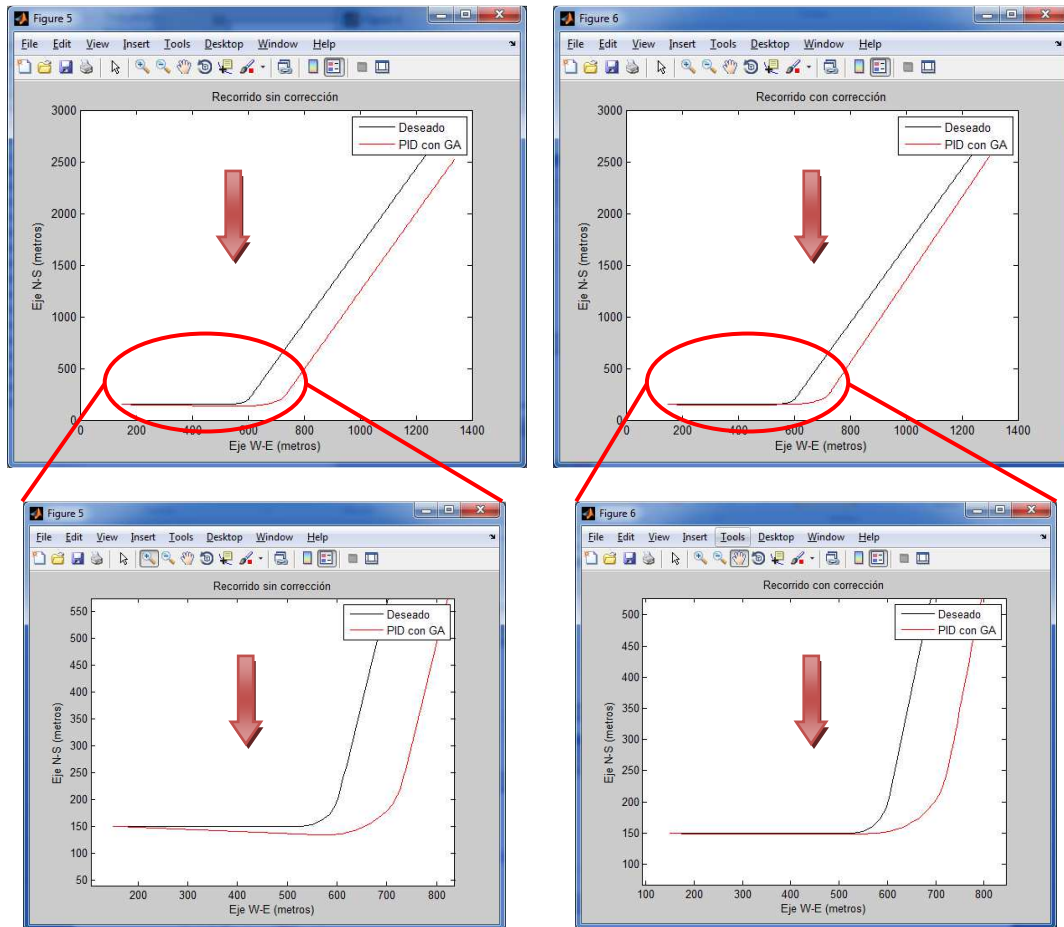 Figure 5
File Edit View Insert Tools Desktop Window Help
Recorrido sin corrección
3000
2500
2000
1500
1000
500
0
0 200 400 600 800 1000 1200 1400
Eje N-S (metros)
Eje W-E (metros)
Deseado
PID con GA
Figure 6
File Edit View Insert Tools Desktop Window Help
Recorrido con corrección
3000
2500
2000
1500
1000
500
0
0 200 400 600 800 1000 1200 1400
Eje N-S (metros)
Eje W-E (metros)
Deseado
PID con GA
Figure 5
File Edit View Insert Tools Desktop Window Help
Recorrido sin corrección
550
500
450
400
350
300
250
200
150
100
50
200 300 400 500 600 700 800
Eje N-S (metros)
Eje W-E (metros)
Deseado
PID con GA
Figure 6
File Edit View Insert Tools Desktop Window Help
Recorrido con corrección
500
450
400
350
300
250
200
150
100
100 200 300 400 500 600 700 800
Eje N-S (metros)
Eje W-E (metros)
Deseado
PID con GA